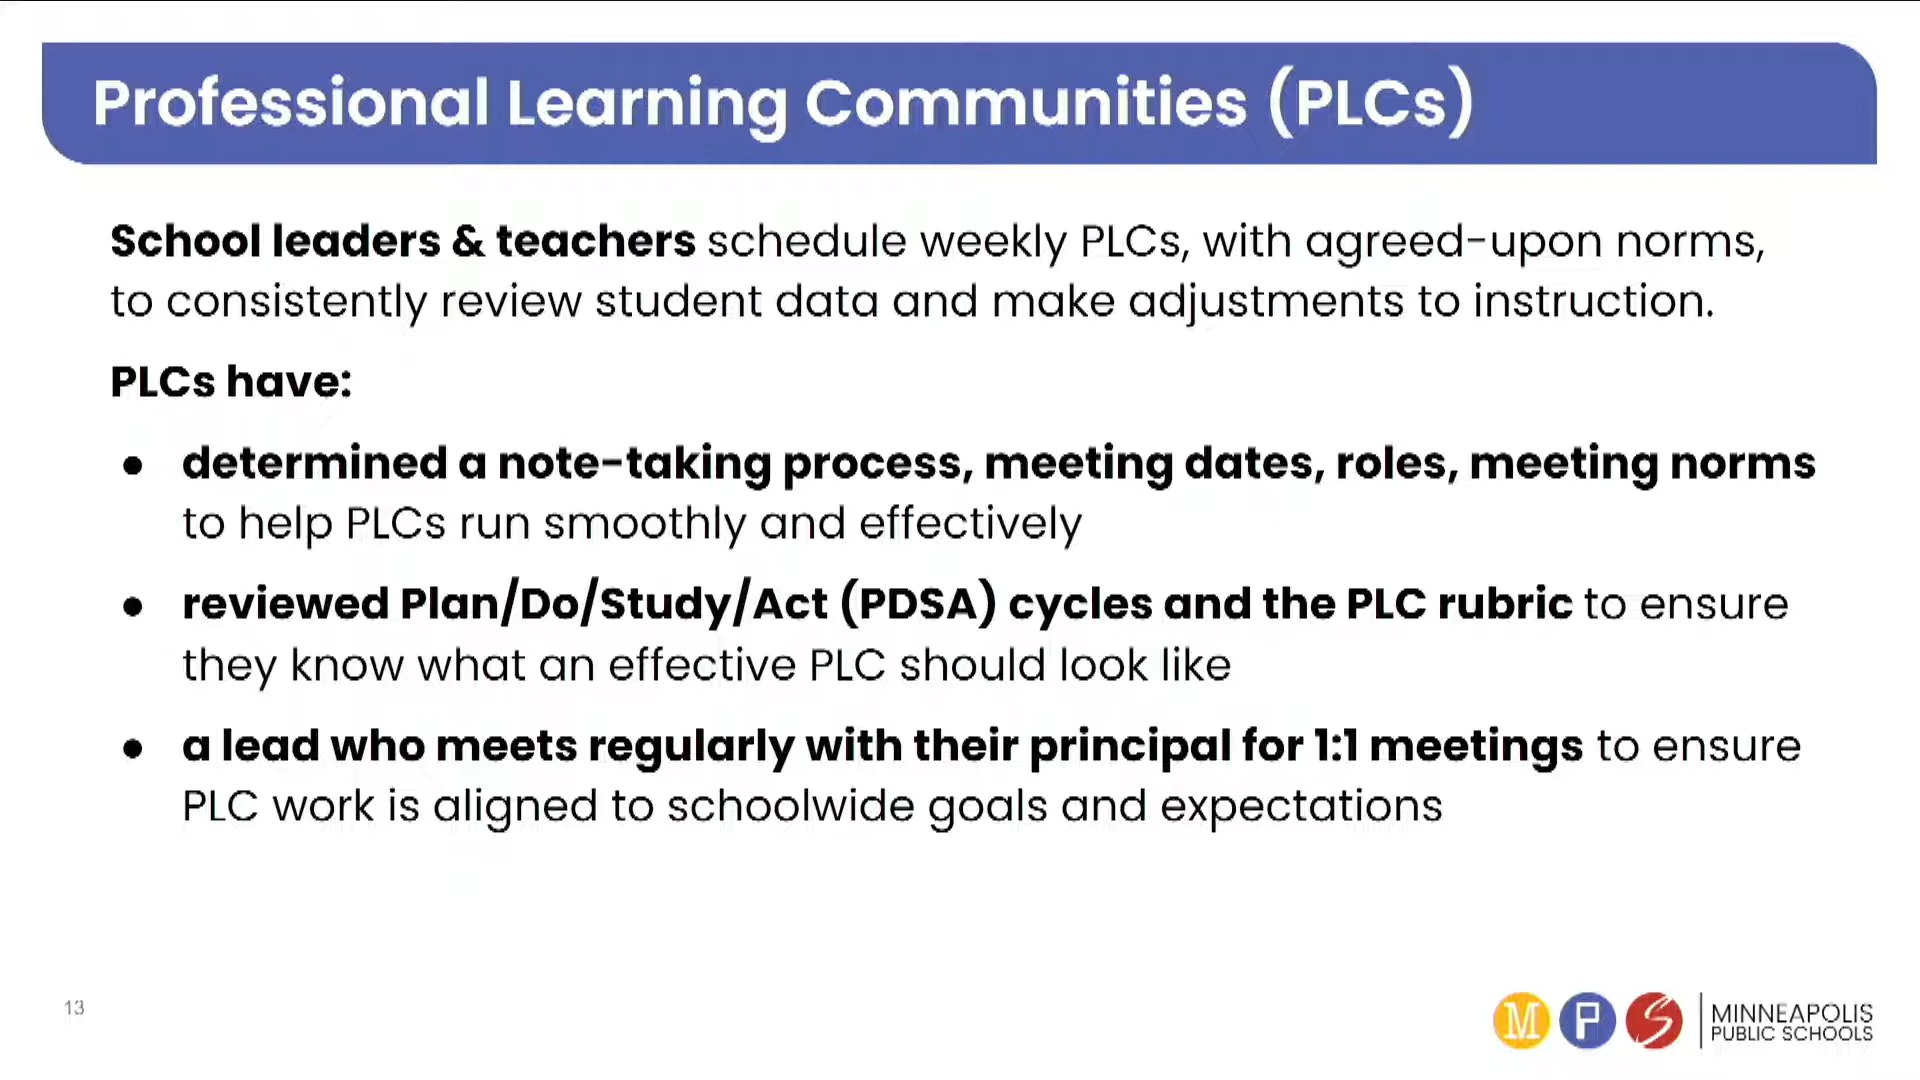 Professional Learning Communities (PLCs)
School leaders & teachers schedule weekly PLCs, with agreed-upon norms,
to consistently review student data and make adjustments to instruction.
PLCs have:
● determined a note-taking process, meeting dates, roles, meeting norms
to help PLCs run smoothly and effectively
● reviewed Plan/Do/Study/Act (PDSA) cycles and the PLC rubric to ensure
they know what an effective PLC should look like
● a lead who meets regularly with their principal for 1:1 meetings to ensure
PLC work is aligned to schoolwide goals and expectations
13
M P S
MINNEAPOLIS
PUBLIC SCHOOLS